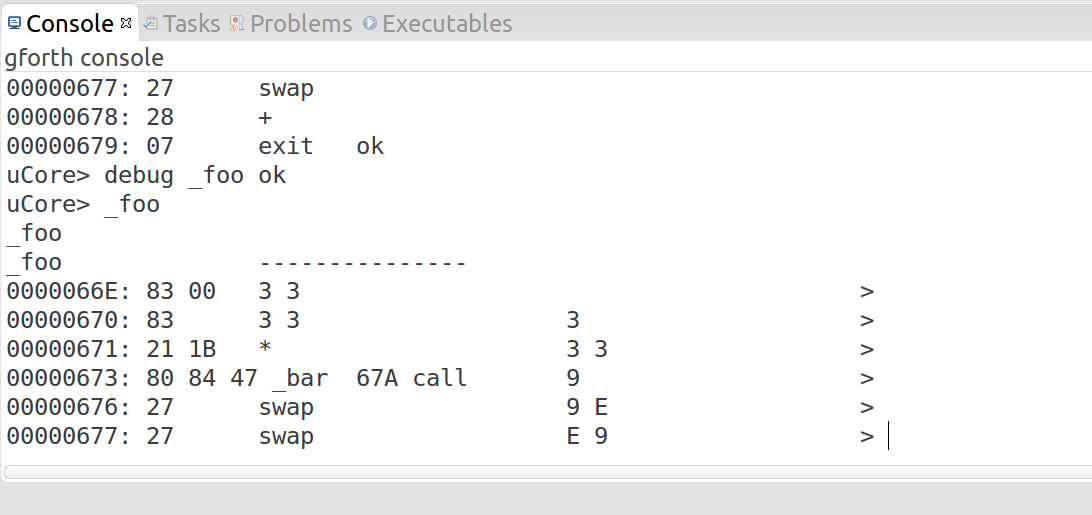 Console Tasks Problems Executables
gforth console
00000677: 27      swap
00000678: 28      +
00000679: 07      exit   ok
uCore> debug _foo ok
uCore> _foo
_foo
_foo              ---------------
0000066E: 83 00   3 3                                        >
00000670: 83      3 3                   3                    >
00000671: 21 1B   *                     3 3                  >
00000673: 80 84 47 _bar  67A call       9                    >
00000676: 27      swap                  9 E                  >
00000677: 27      swap                  E 9                  >